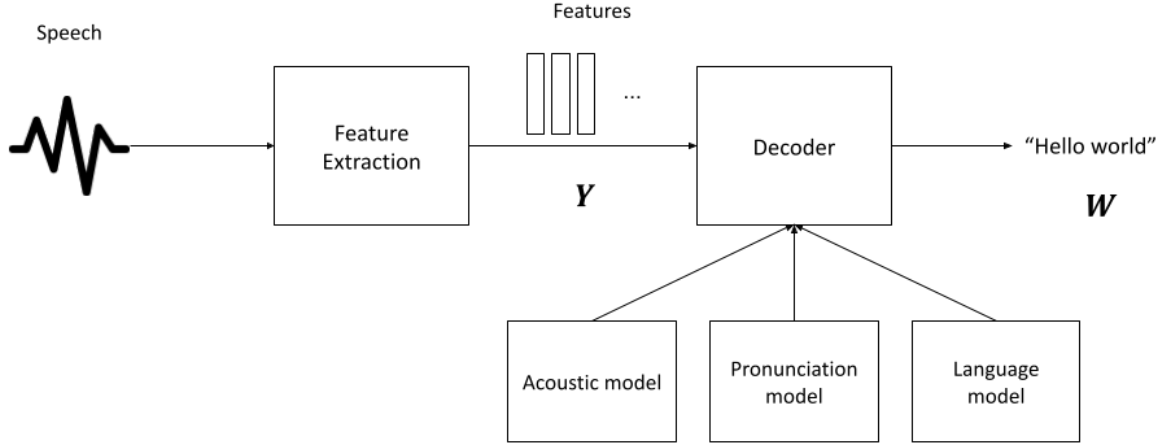 Features
Speech
Feature
Extraction
...
Decoder
“Hello world”
Y
W
Acoustic model
Pronunciation
model
Language
model